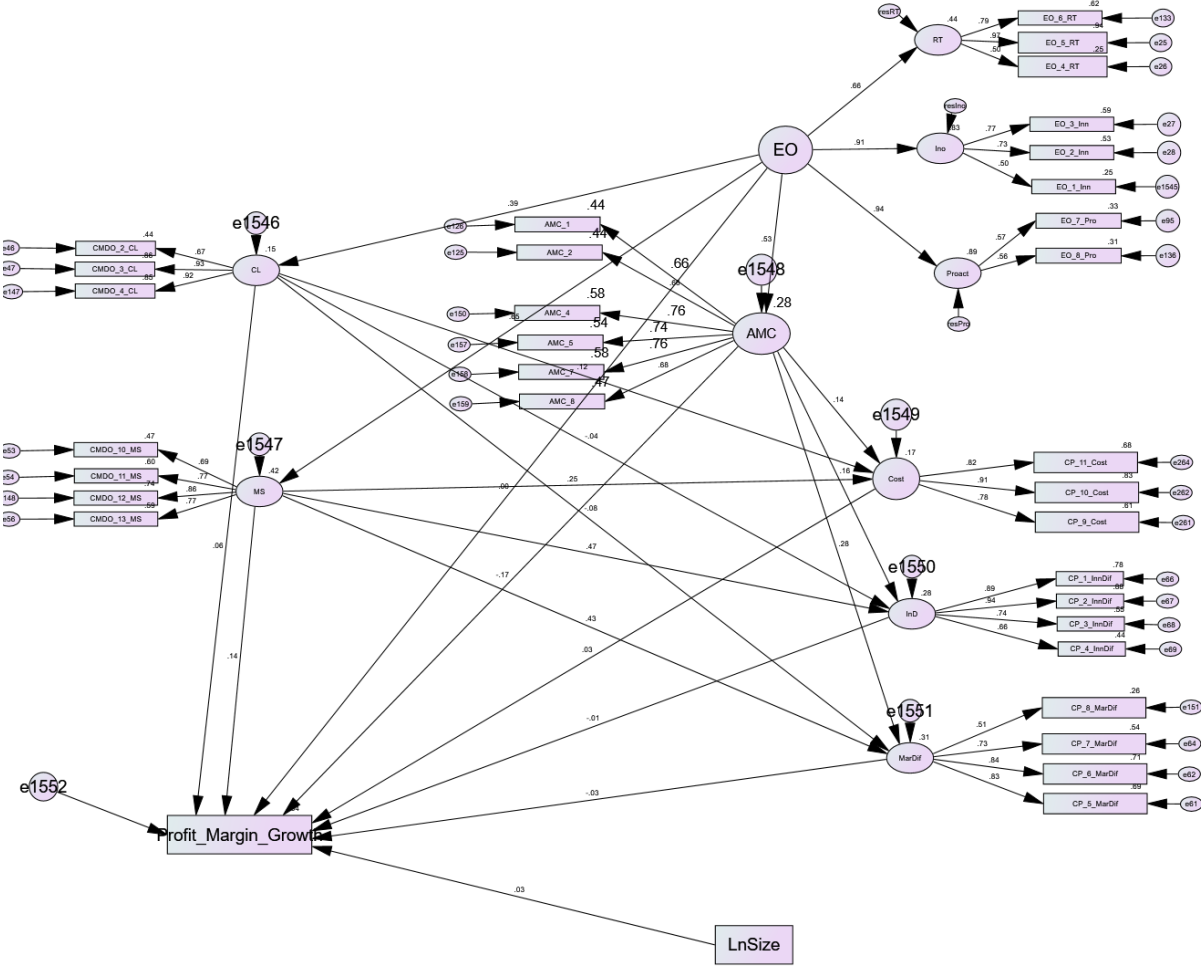 resRT
.44
RT
.79
.97
.50
.62
EO_6_RT
e133
.94
EO_5_RT
e25
.25
EO_4_RT
e26
.66
EO
.91
resIno
.83
Ino
.77
.73
.50
.59
EO_3_Inn
e27
.53
EO_2_Inn
e28
.25
EO_1_Inn
e1545
.94
.89
Proact
resPro
.57
.56
.33
EO_7_Pro
e95
.31
EO_8_Pro
e136
.39
.53
e1546
.15
CL
.67
.93
.92
.44
e46
CMDO_2_CL
.86
e47
CMDO_3_CL
.85
e147
CMDO_4_CL
.44
e126
AMC_1
.44
e125
AMC_2
.66
e1548
.28
AMC
.58
e150
AMC_4
.76
.54
e157
AMC_5
.74
.58
AMC_7
.76
.12
.47
e159
AMC_8
.68
.14
-.04
.16
.28
e1549
.17
Cost
.82
.91
.78
.68
CP_11_Cost
e264
.83
CP_10_Cost
e262
.61
CP_9_Cost
e261
e1547
.42
MS
.69
.77
.86
.77
.47
e53
CMDO_10_MS
.60
e54
CMDO_11_MS
.74
148
CMDO_12_MS
.59
e56
CMDO_13_MS
.25
-.08
.47
.43
.06
-.17
.14
.03
-.01
-.03
e1550
.28
InD
.89
.94
.74
.66
.78
CP_1_InnDif
e66
CP_2_InnDif
e67
.55
CP_3_InnDif
e68
.44
CP_4_InnDif
e69
e1551
.31
MarDif
.51
.73
.84
.83
.26
CP_8_MarDif
e151
.54
CP_7_MarDif
e64
.71
CP_6_MarDif
e62
.69
CP_5_MarDif
e61
e1552
Profit_Margin_Growth
.03
LnSize